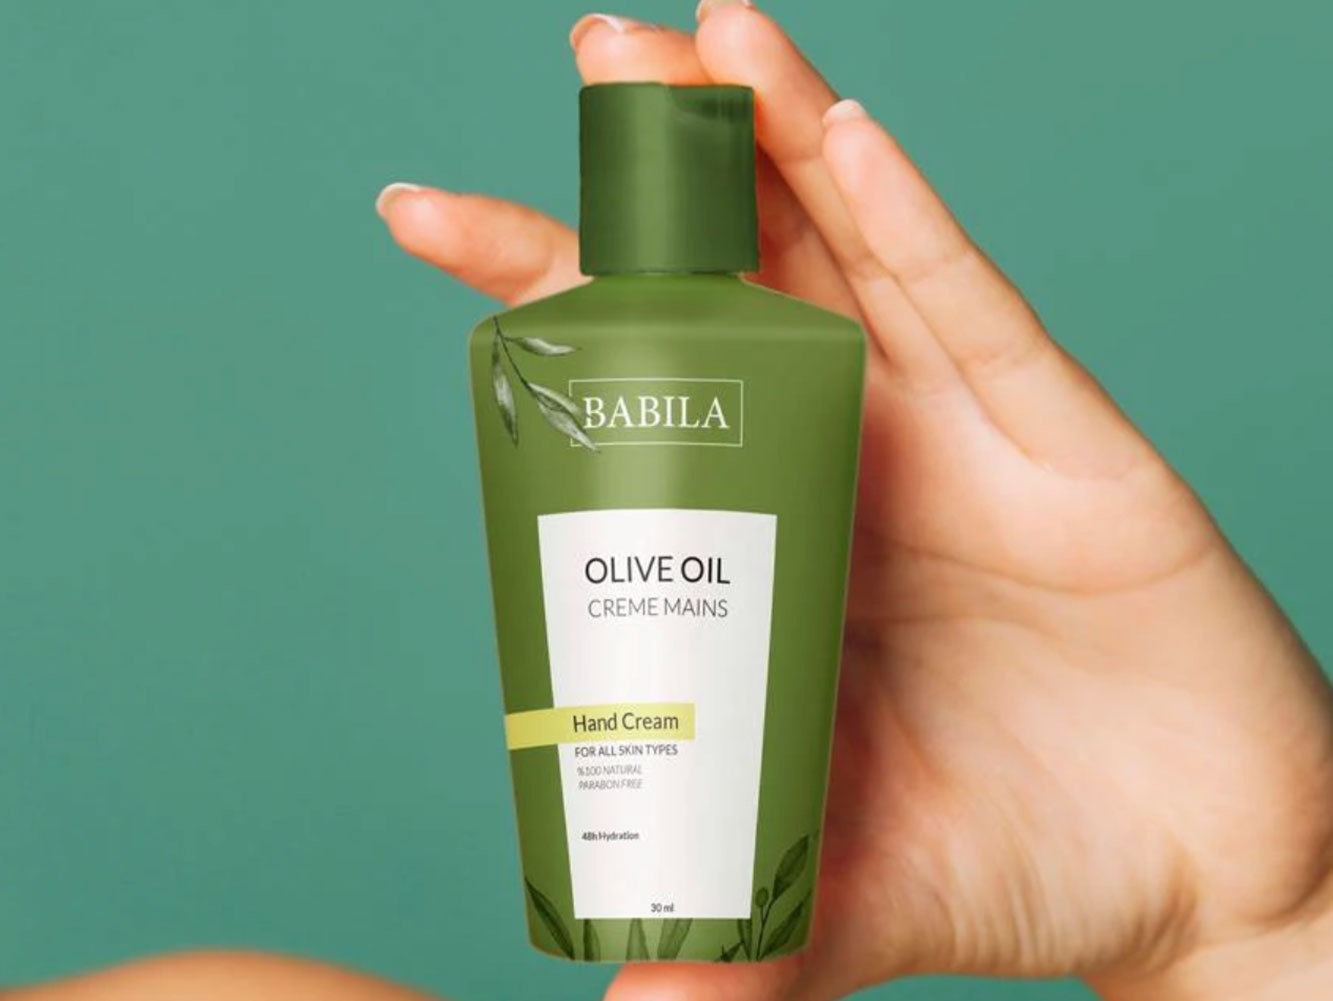 BABILA
OLIVE OIL
CREME MAINS
Hand Cream
FOR ALL SKIN TYPES
%100 NATURAL
PARABON FREE
48h Hydration
30 ml